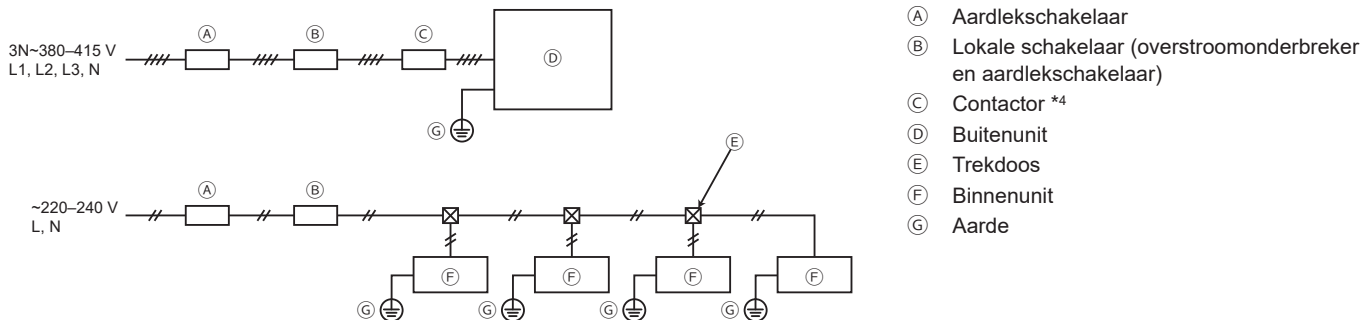 3N~380–415 V
L1, L2, L3, N
Ⓐ
Ⓑ
Ⓒ
Ⓓ
Ⓖ
Ⓔ
~220–240 V
L, N
Ⓐ
Ⓑ
Ⓕ
Ⓕ
Ⓕ
Ⓕ
Ⓖ
Ⓖ
Ⓖ
Ⓖ
Ⓐ Aardlekschakelaar
Ⓑ Lokale schakelaar (overstroomonderbreker
en aardlekschakelaar)
Ⓒ Contactor *4
Ⓓ Buitenunit
Ⓔ Trekdoos
Ⓕ Binnenunit
Ⓖ Aarde